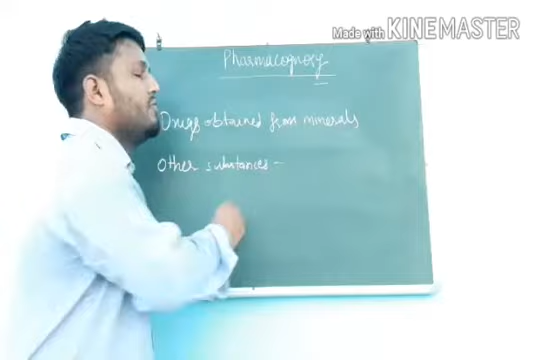 Made with KINEMASTER
Pharmacognosy
Drugs obtained from minerals
Other substances -